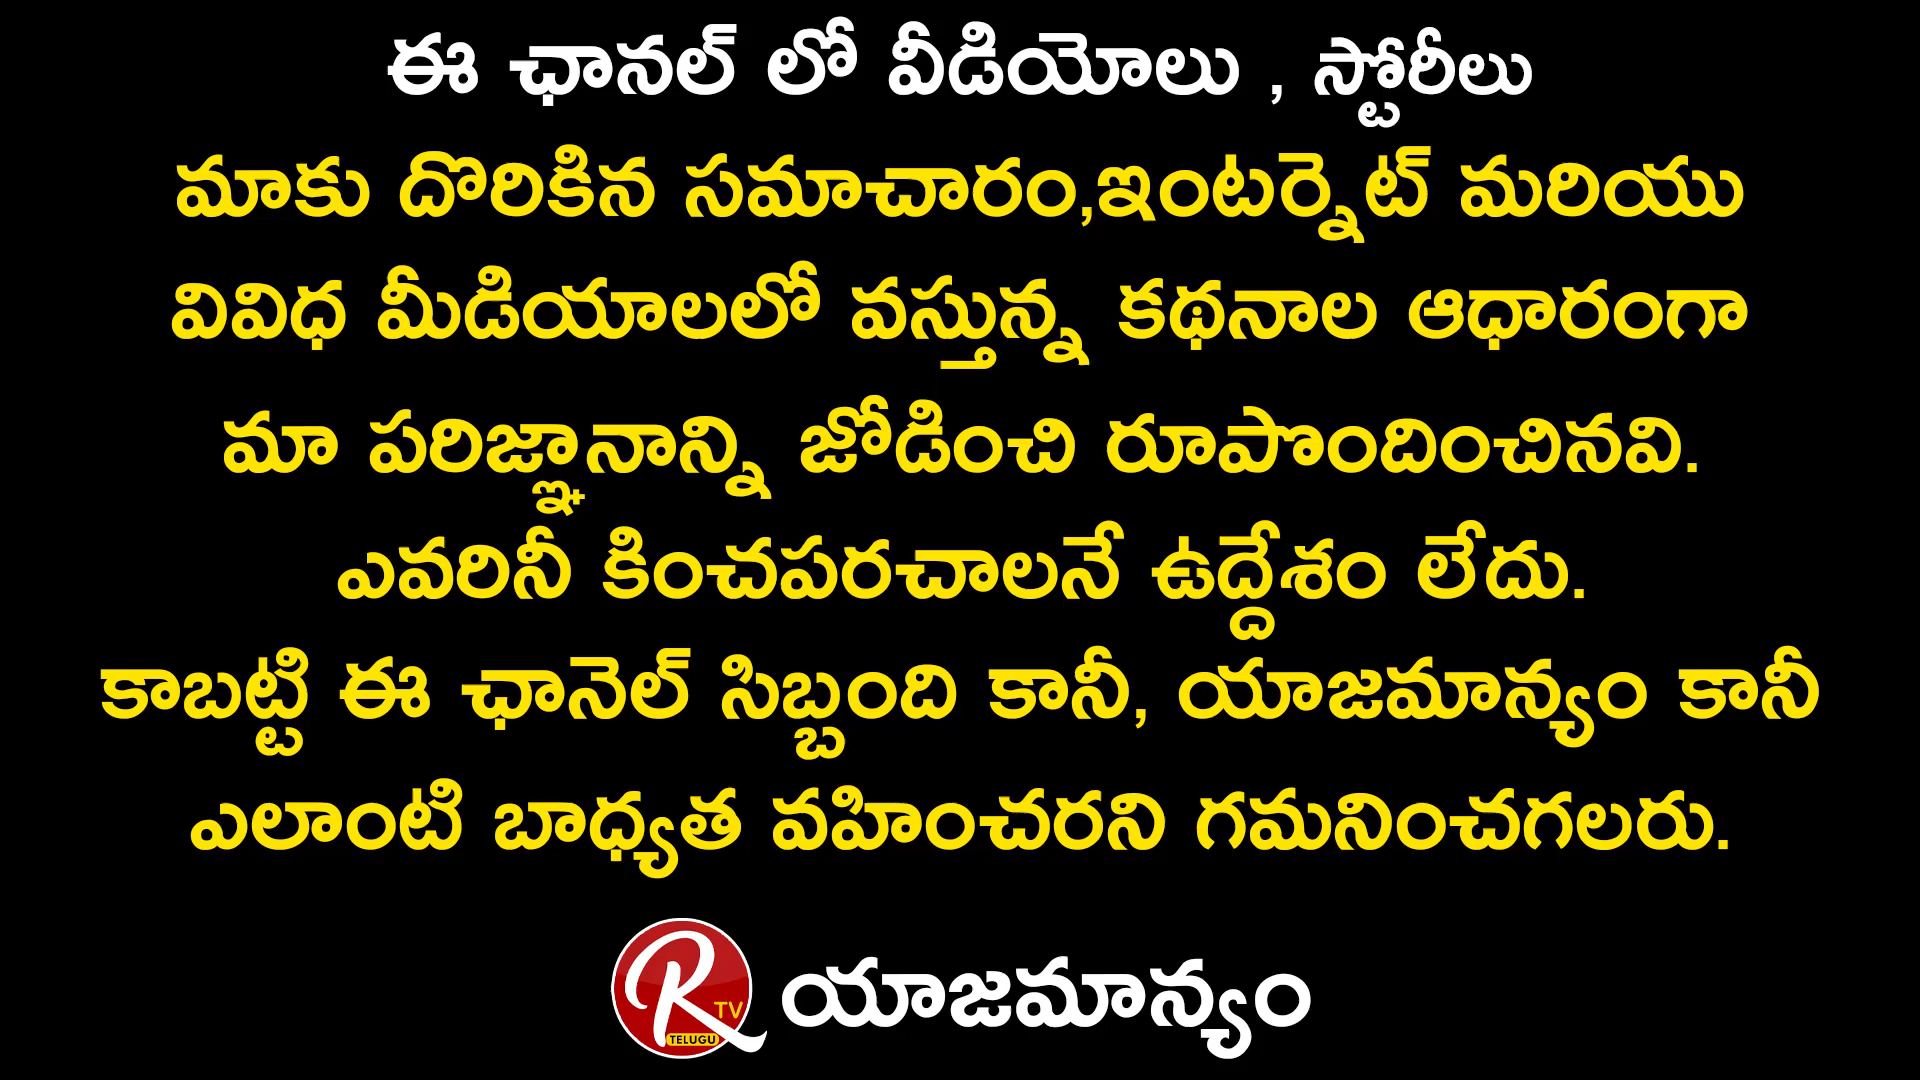 ఈ ఛానల్ లో వీడియోలు , స్టోరీలు
మాకు దొరికిన సమాచారం,ఇంటర్నెట్ మరియు
వివిధ మీడియాలలో వస్తున్న కథనాల ఆధారంగా
మా పరిజ్ఞానాన్ని జోడించి రూపొందించినవి.
ఎవరినీ కించపరచాలనే ఉద్దేశం లేదు.
కాబట్టి ఈ ఛానెల్ సిబ్బంది కానీ, యాజమాన్యం కానీ
ఎలాంటి బాధ్యత వహించరని గమనించగలరు.
R TV TELUGU యాజమాన్యం